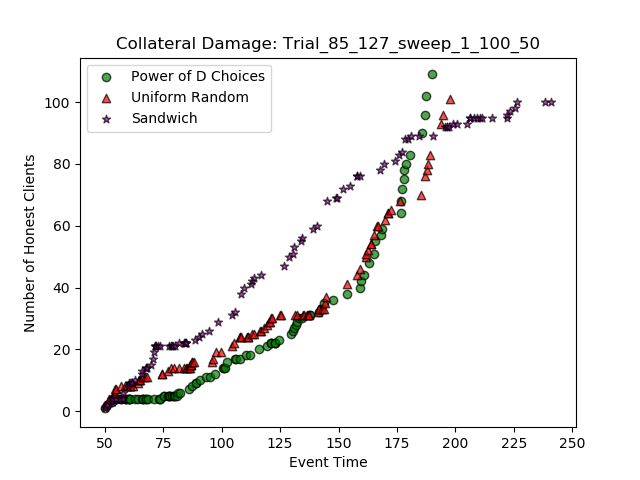 Collateral Damage: Trial_85_127_sweep_1_100_50
Power of D Choices
Uniform Random
Sandwich
Number of Honest Clients
100
80
60
40
20
0
50 75 100 125 150 175 200 225 250
Event Time